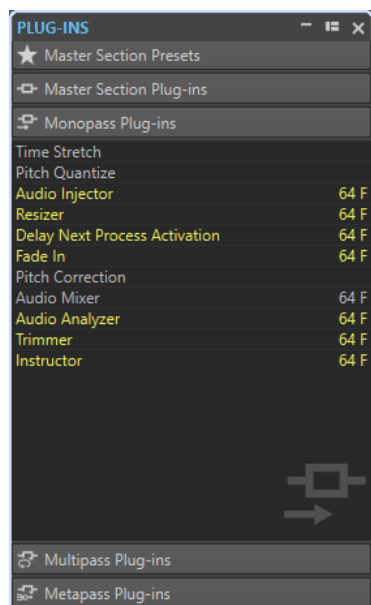 PLUG-INS
Master Section Presets
Master Section Plug-ins
Monopass Plug-ins
Time Stretch
Pitch Quantize
Audio Injector 64 F
Resizer 64 F
Delay Next Process Activation 64 F
Fade In 64 F
Pitch Correction
Audio Mixer 64 F
Audio Analyzer 64 F
Trimmer 64 F
Instructor 64 F
Multipass Plug-ins
Metapass Plug-ins